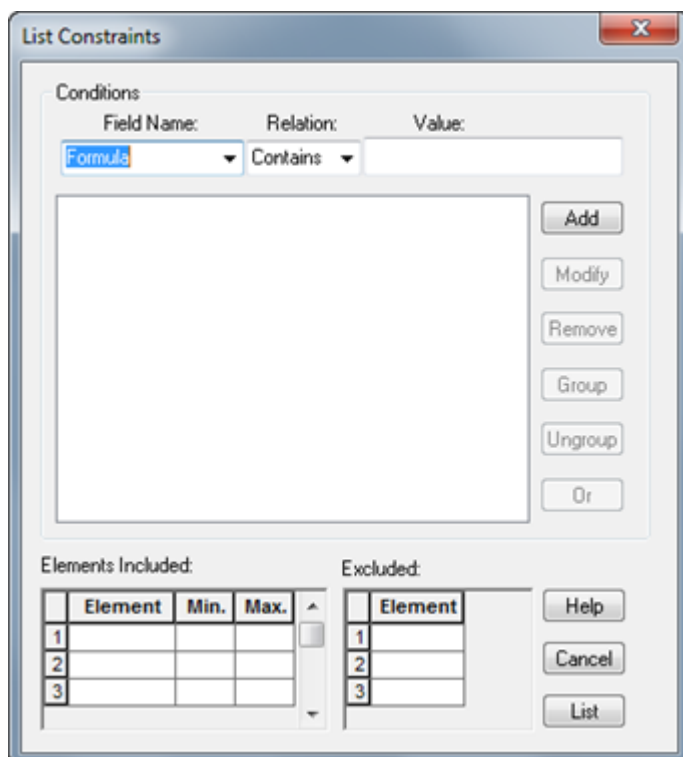 List Constraints
Conditions
Field Name: Relation: Value:
Formula Contains
Add
Modify
Remove
Group
Ungroup
Or
Elements Included: Excluded:
Element Min. Max. Element Help
1 1
2 2 Cancel
3 3
List